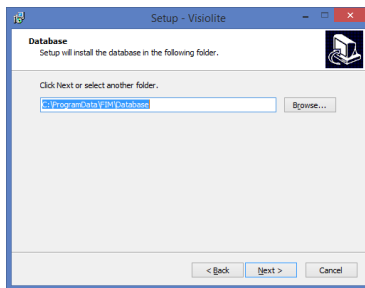 Setup - Visiolite
Database
Setup will install the database in the following folder.
Click Next or select another folder.
C:\ProgramData\FIM\Database
Browse...
< Back
Next >
Cancel